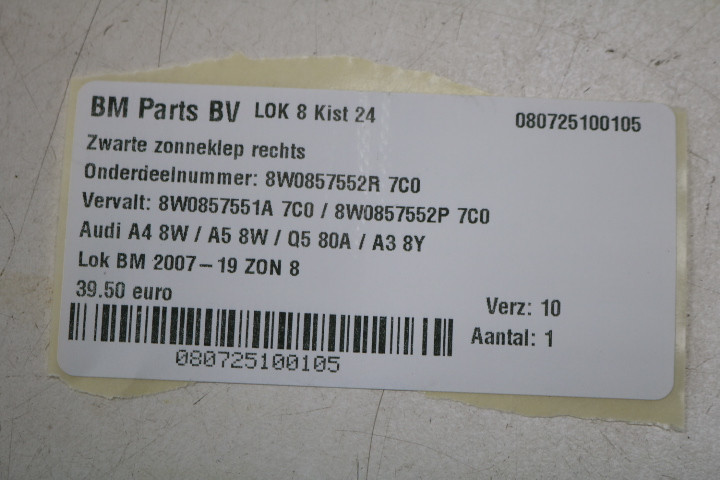 BM Parts BV LOK 8 Kist 24 080725100105
Zwarte zonneklep rechts
Onderdeelnummer: 8W0857552R 7C0
Vervalt: 8W0857551A 7C0 / 8W0857552P 7C0
Audi A4 8W / A5 8W / Q5 80A / A3 8Y
Lok BM 2007-19 ZON 8
39.50 euro Verz: 10
Aantal: 1
080725100105